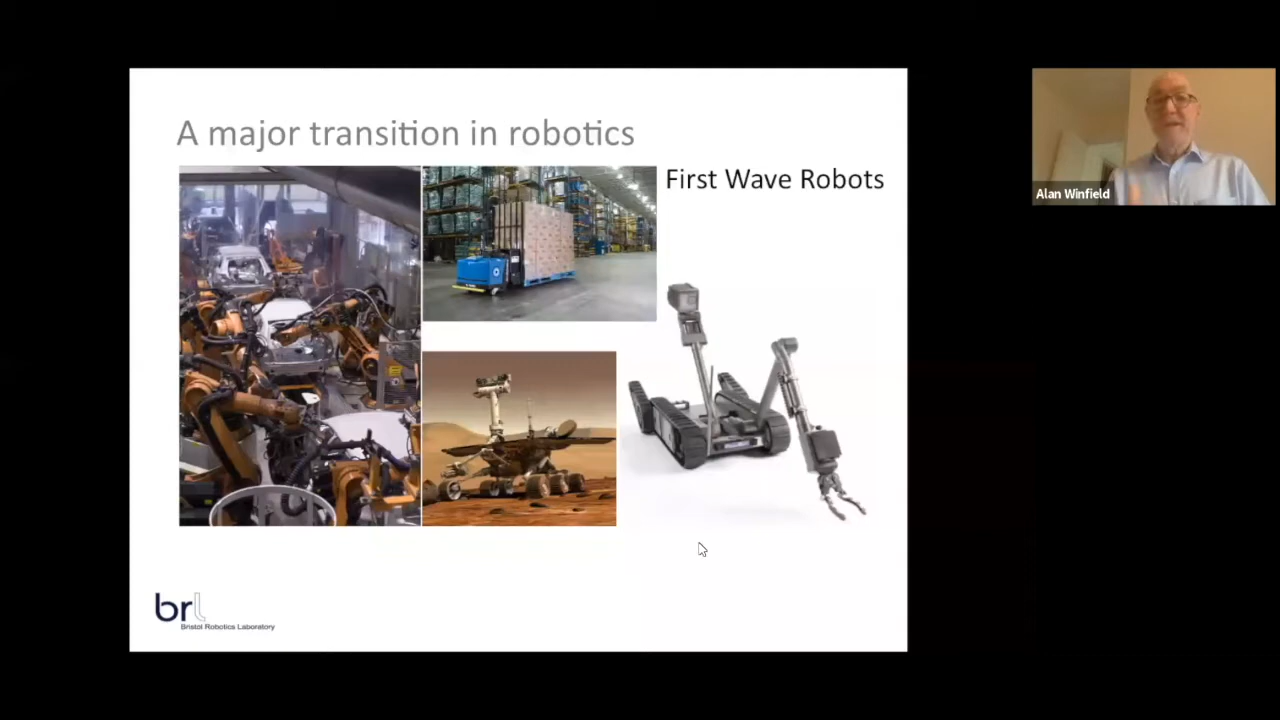 A major transition in robotics
First Wave Robots
Alan Winfield
brl
Bristol Robotics Laboratory